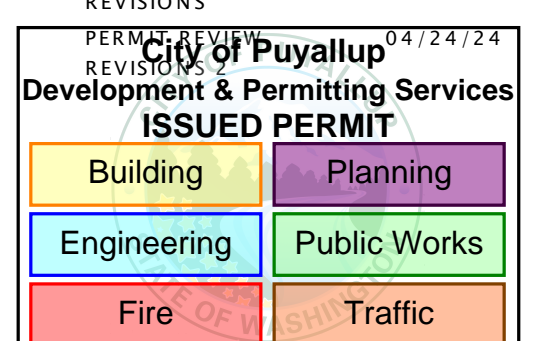 REVISIONS
PERMIT REVIEW 04/24/24
REVISIONS 2
City of Puyallup
Development & Permitting Services
ISSUED PERMIT
Building Planning
Engineering Public Works
Fire Traffic
OF WASHINGTON